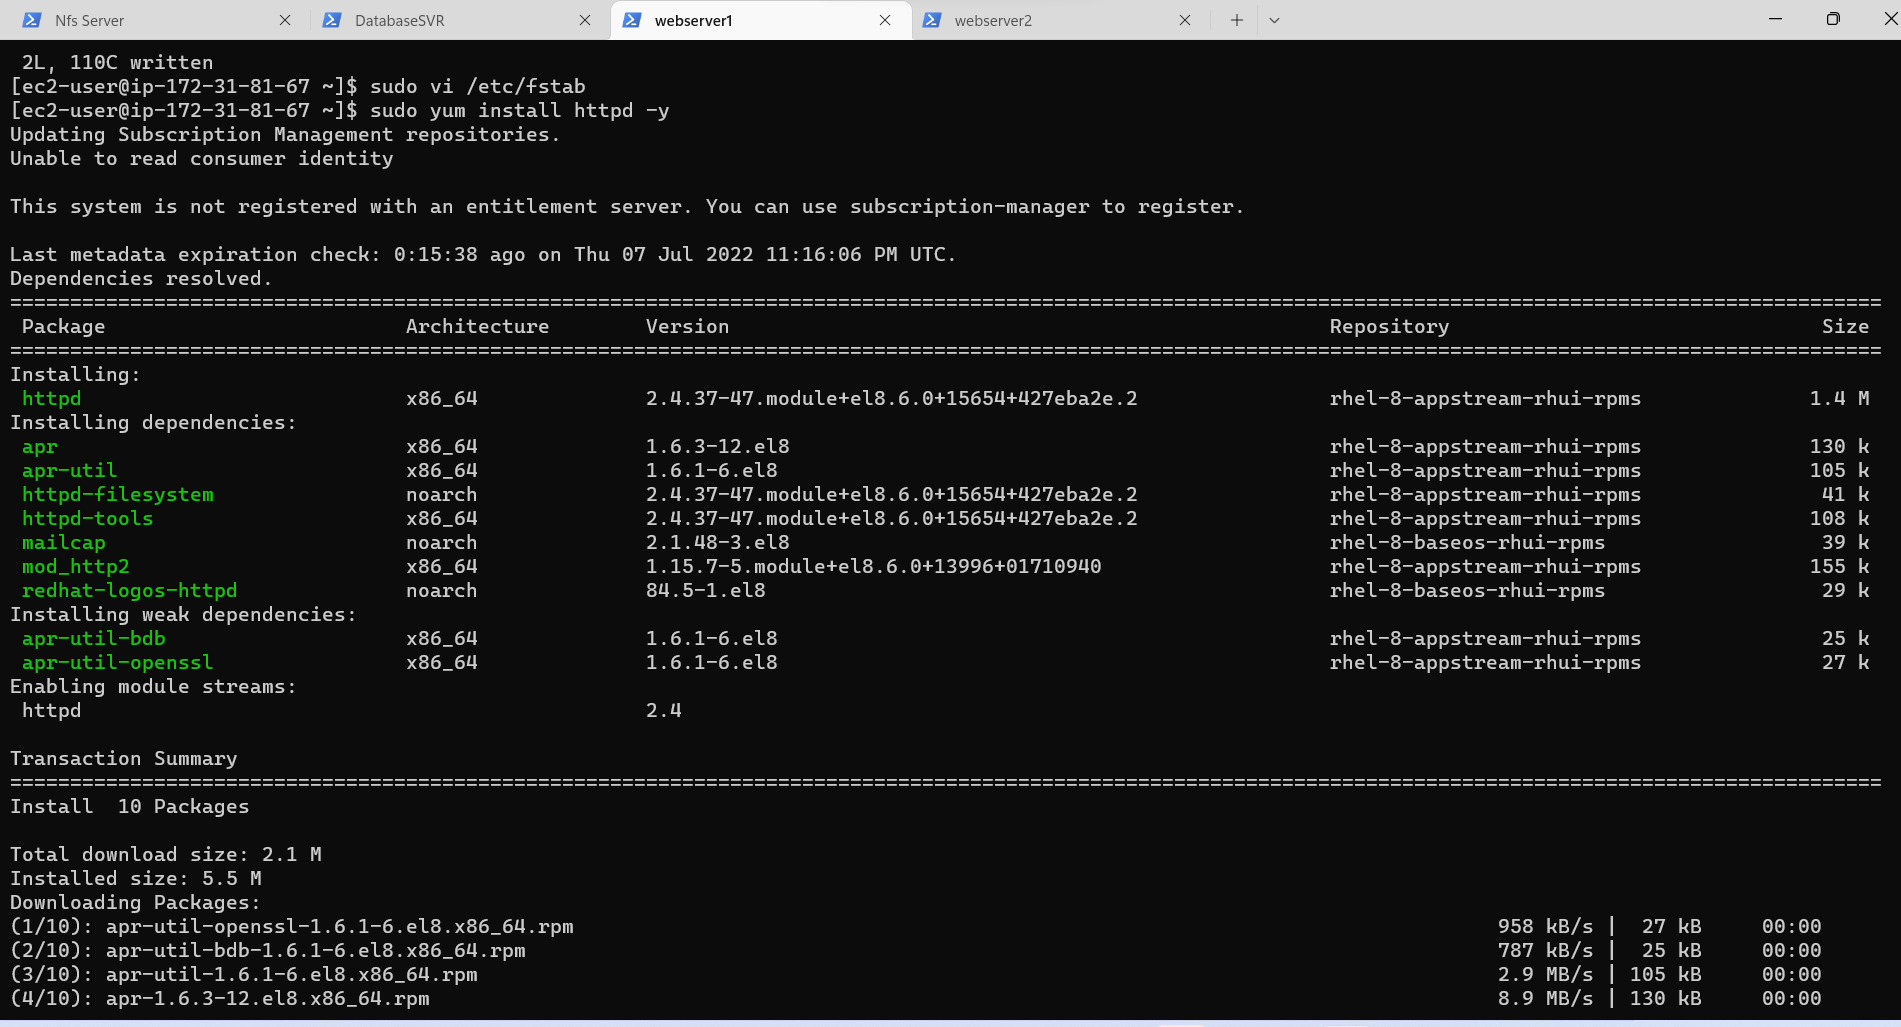 Nfs Server DatabaseSVR webserver1 webserver2
2L, 110C written
[ec2-user@ip-172-31-81-67 ~]$ sudo vi /etc/fstab
[ec2-user@ip-172-31-81-67 ~]$ sudo yum install httpd -y
Updating Subscription Management repositories.
Unable to read consumer identity
This system is not registered with an entitlement server. You can use subscription-manager to register.
Last metadata expiration check: 0:15:38 ago on Thu 07 Jul 2022 11:16:06 PM UTC.
Dependencies resolved.
================================================================================
Package Architecture Version Repository Size
================================================================================
Installing:
httpd x86_64 2.4.37-47.module+el8.6.0+15654+427eba2e.2 rhel-8-appstream-rhui-rpms 1.4 M
Installing dependencies:
apr x86_64 1.6.3-12.el8 rhel-8-appstream-rhui-rpms 130 k
apr-util x86_64 1.6.1-6.el8 rhel-8-appstream-rhui-rpms 105 k
httpd-filesystem noarch 2.4.37-47.module+el8.6.0+15654+427eba2e.2 rhel-8-appstream-rhui-rpms 41 k
httpd-tools x86_64 2.4.37-47.module+el8.6.0+15654+427eba2e.2 rhel-8-appstream-rhui-rpms 108 k
mailcap noarch 2.1.48-3.el8 rhel-8-baseos-rhui-rpms 39 k
mod_http2 x86_64 1.15.7-5.module+el8.6.0+13996+01710940 rhel-8-appstream-rhui-rpms 155 k
redhat-logos-httpd noarch 84.5-1.el8 rhel-8-baseos-rhui-rpms 29 k
Installing weak dependencies:
apr-util-bdb x86_64 1.6.1-6.el8 rhel-8-appstream-rhui-rpms 25 k
apr-util-openssl x86_64 1.6.1-6.el8 rhel-8-appstream-rhui-rpms 27 k
Enabling module streams:
httpd 2.4
Transaction Summary
================================================================================
Install 10 Packages
Total download size: 2.1 M
Installed size: 5.5 M
Downloading Packages:
(1/10): apr-util-openssl-1.6.1-6.el8.x86_64.rpm 958 kB/s | 27 kB 00:00
(2/10): apr-util-bdb-1.6.1-6.el8.x86_64.rpm 787 kB/s | 25 kB 00:00
(3/10): apr-util-1.6.1-6.el8.x86_64.rpm 2.9 MB/s | 105 kB 00:00
(4/10): apr-1.6.3-12.el8.x86_64.rpm 8.9 MB/s | 130 kB 00:00